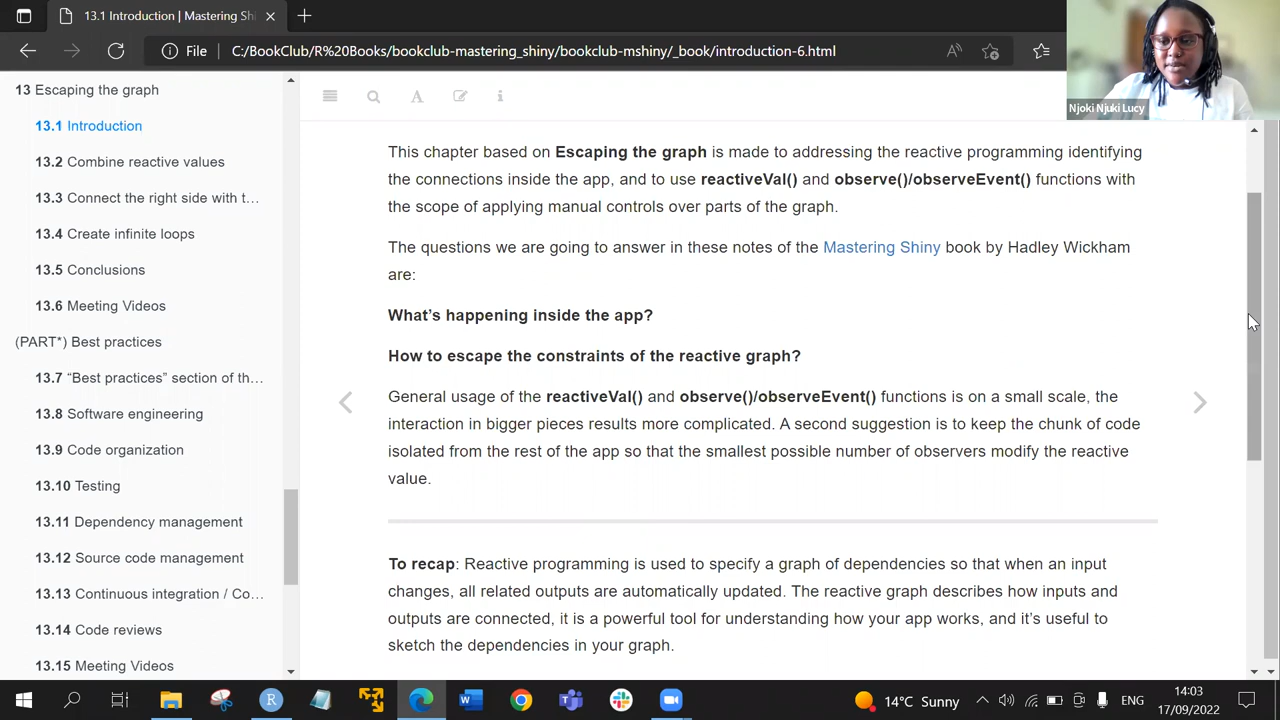 13.1 Introduction | Mastering Shi
File
C:/BookClub/R%20Books/bookclub-mastering_shiny/bookclub-mshiny/_book/introduction-6.html
Njoki Njuki Lucy
13 Escaping the graph
13.1 Introduction
13.2 Combine reactive values
13.3 Connect the right side with t…
13.4 Create infinite loops
13.5 Conclusions
13.6 Meeting Videos
(PART*) Best practices
13.7 “Best practices” section of th…
13.8 Software engineering
13.9 Code organization
13.10 Testing
13.11 Dependency management
13.12 Source code management
13.13 Continuous integration / Co…
13.14 Code reviews
13.15 Meeting Videos
This chapter based on Escaping the graph is made to addressing the reactive programming identifying
the connections inside the app, and to use reactiveVal() and observe()/observeEvent() functions with
the scope of applying manual controls over parts of the graph.
The questions we are going to answer in these notes of the Mastering Shiny book by Hadley Wickham
are:
What’s happening inside the app?
How to escape the constraints of the reactive graph?
General usage of the reactiveVal() and observe()/observeEvent() functions is on a small scale, the
interaction in bigger pieces results more complicated. A second suggestion is to keep the chunk of code
isolated from the rest of the app so that the smallest possible number of observers modify the reactive
value.
To recap: Reactive programming is used to specify a graph of dependencies so that when an input
changes, all related outputs are automatically updated. The reactive graph describes how inputs and
outputs are connected, it is a powerful tool for understanding how your app works, and it’s useful to
sketch the dependencies in your graph.
14°C Sunny
ENG
14:03
17/09/2022